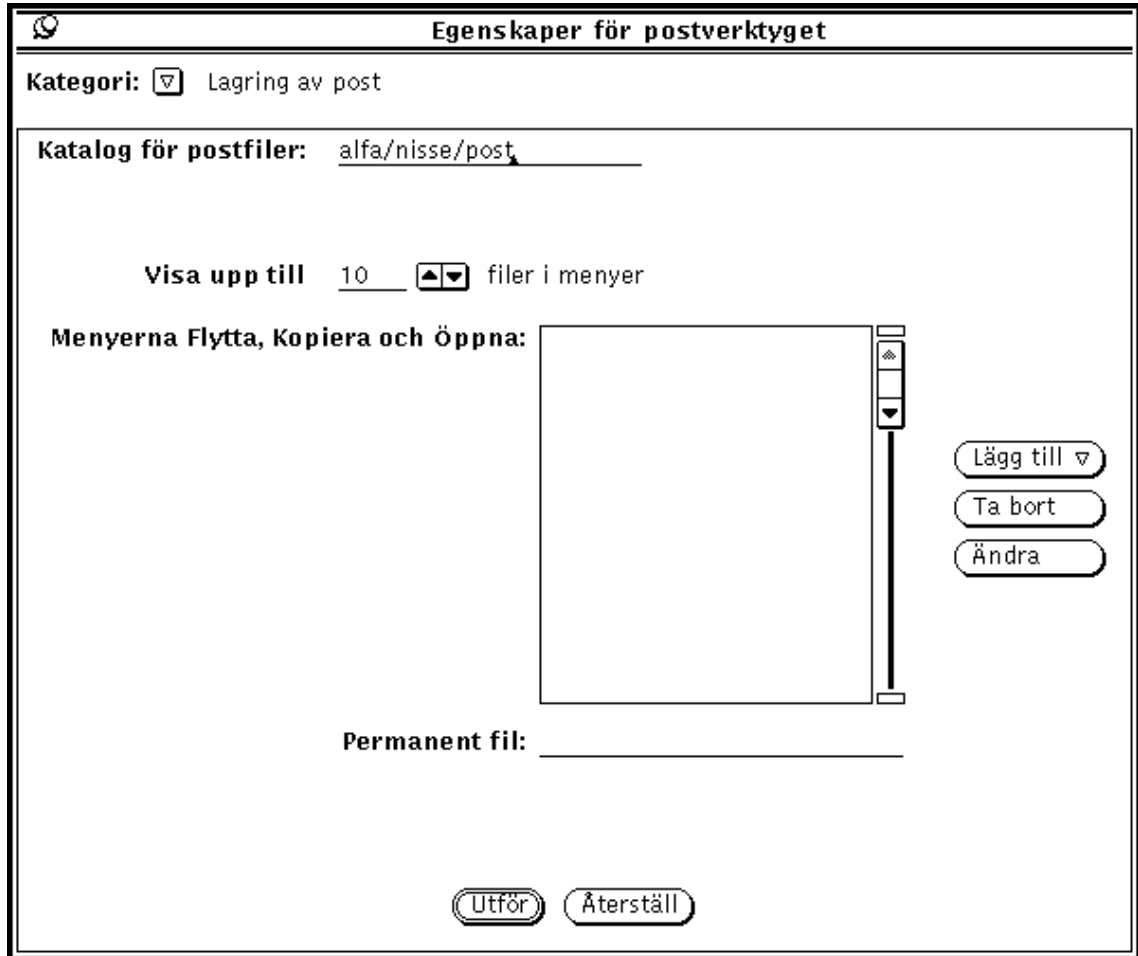 Egenskaper för postverktyget
Kategori: Lagring av post
Katalog för postfiler: alfa/nisse/post
Visa upp till 10 filer i menyer
Menyerna Flytta, Kopiera och Öppna:
Lägg till
Ta bort
Ändra
Permanent fil:
Utför Återställ